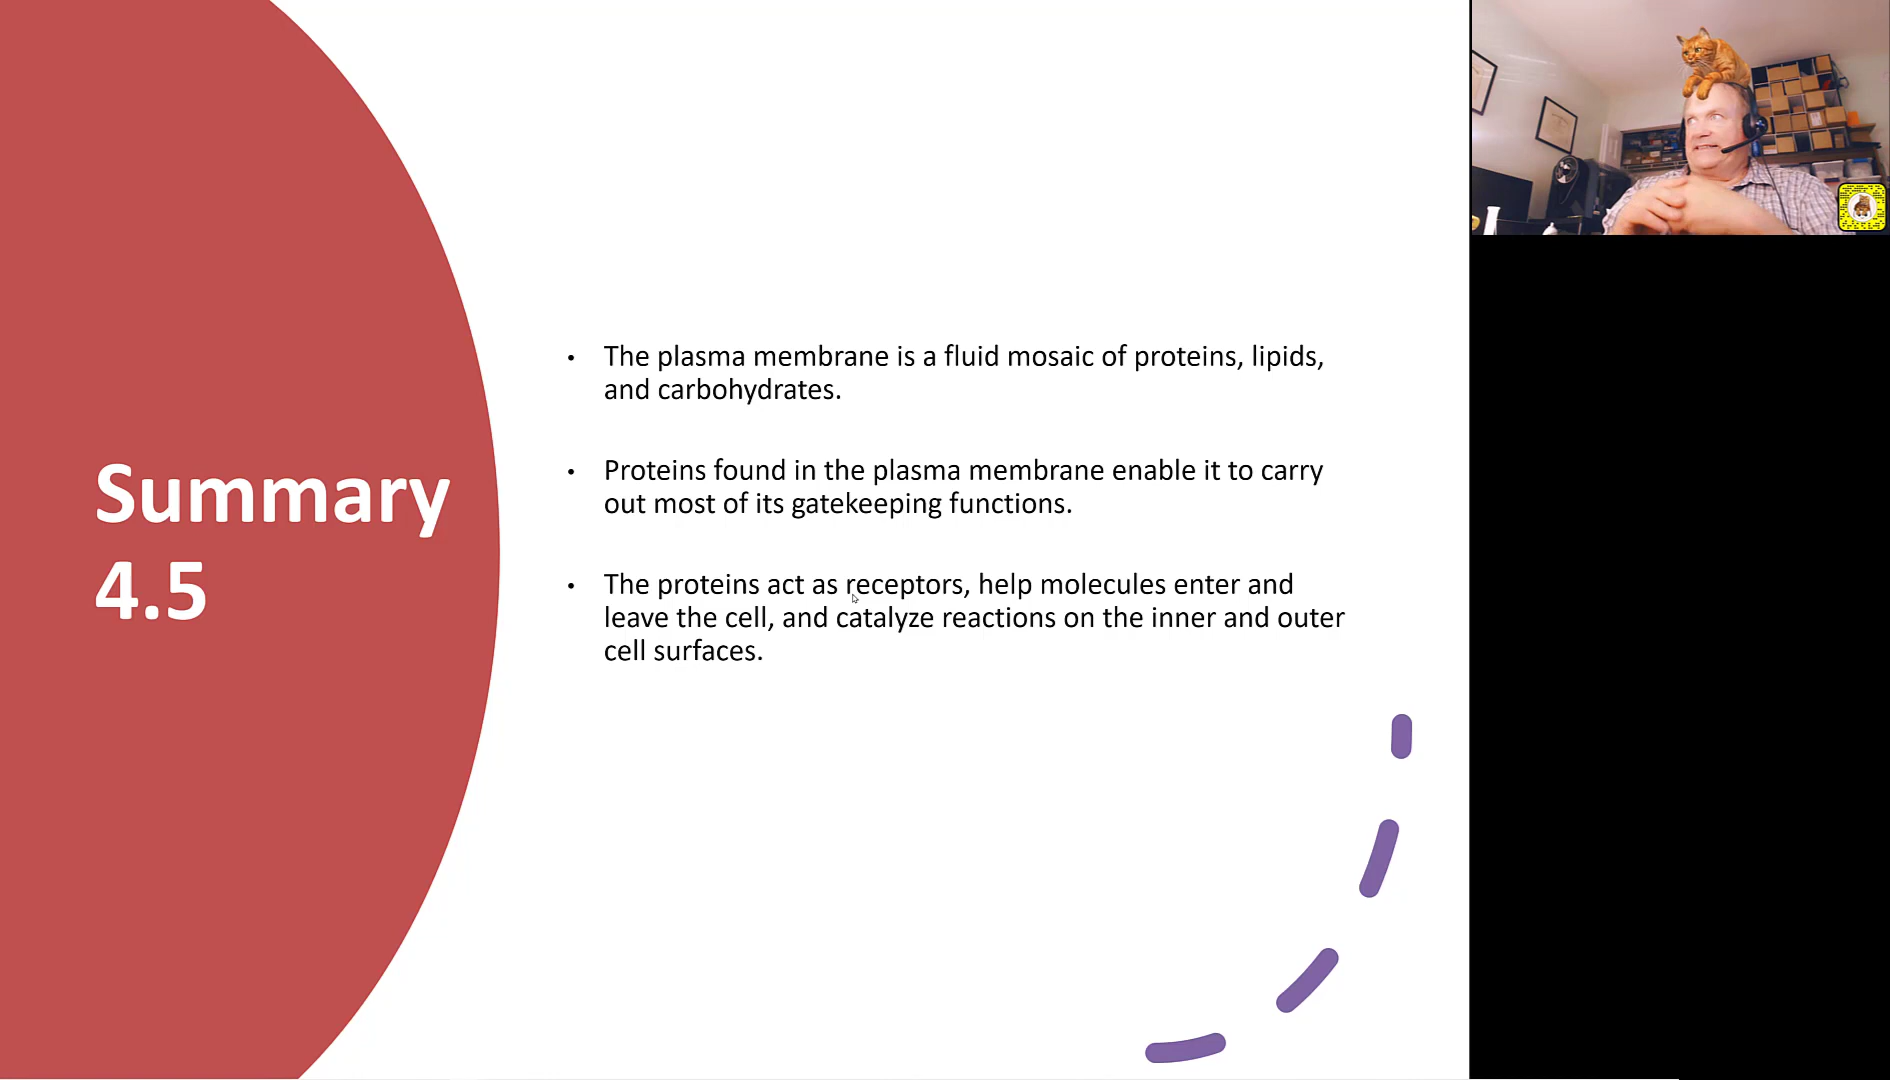 Summary
4.5
• The plasma membrane is a fluid mosaic of proteins, lipids,
and carbohydrates.
• Proteins found in the plasma membrane enable it to carry
out most of its gatekeeping functions.
• The proteins act as receptors, help molecules enter and
leave the cell, and catalyze reactions on the inner and outer
cell surfaces.